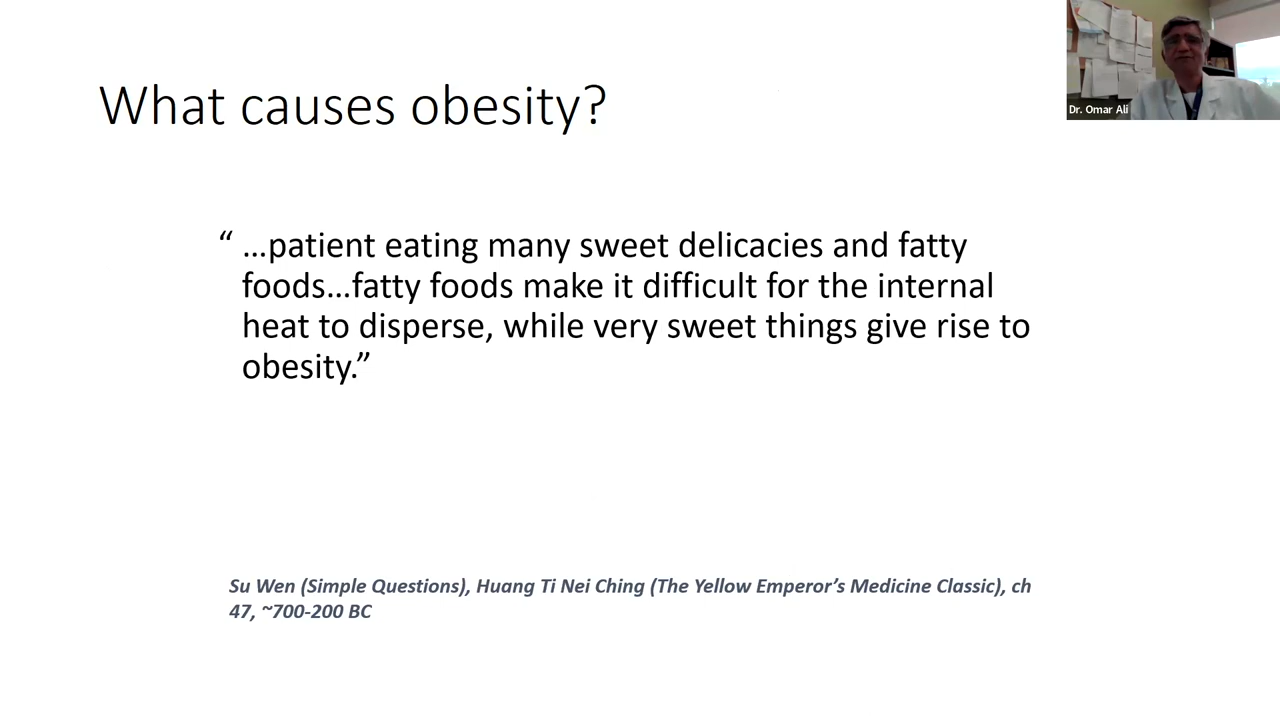 What causes obesity?
Dr. Omar Ali
“ …patient eating many sweet delicacies and fatty
foods…fatty foods make it difficult for the internal
heat to disperse, while very sweet things give rise to
obesity.”
Su Wen (Simple Questions), Huang Ti Nei Ching (The Yellow Emperor’s Medicine Classic), ch
47, ~700-200 BC